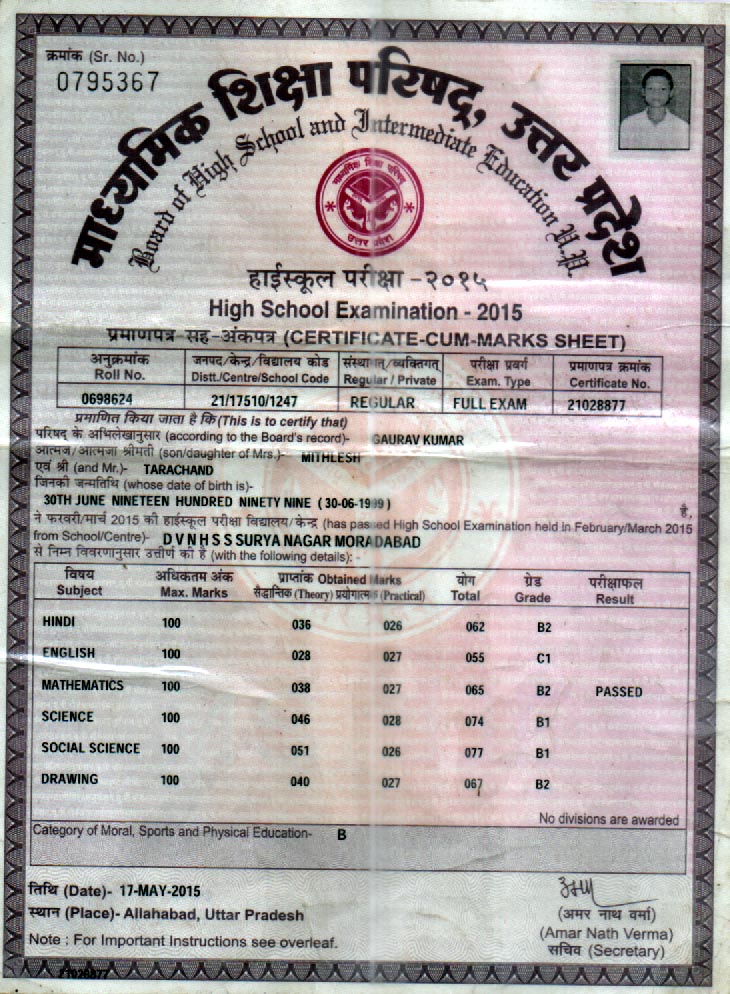 क्रमांक (Sr. No.)
0795367
माध्यमिक शिक्षा परिषद्, उत्तर प्रदेश
Board of High School and Intermediate Education U.P.
माध्यमिक शिक्षा परिषद्
उत्तर प्रदेश
हाईस्कूल परीक्षा - २०१५
High School Examination - 2015
प्रमाणपत्र-सह-अंकपत्र (CERTIFICATE-CUM-MARKS SHEET)
अनुक्रमांक जनपद/केन्द्र/विद्यालय कोड संस्थागत/व्यक्तिगत परीक्षा प्रवर्ग प्रमाणपत्र क्रमांक
Roll No. Distt./Centre/School Code Regular / Private Exam. Type Certificate No.
0698624 21/17510/1247 REGULAR FULL EXAM 21028877
प्रमाणित किया जाता है कि (This is to certify that)
परिषद के अभिलेखानुसार (according to the Board's record)- GAURAV KUMAR
आत्मज/आत्मजा श्रीमती (son/daughter of Mrs.)- MITHLESH
एवं श्री (and Mr.)- TARACHAND
जिनकी जन्मतिथि (whose date of birth is)-
30TH JUNE NINETEEN HUNDRED NINETY NINE ( 30-06-1999 ) है,
ने फरवरी/मार्च 2015 की हाईस्कूल परीक्षा विद्यालय/केन्द्र (has passed High School Examination held in February/March 2015
from School/Centre)- D V N H S S SURYA NAGAR MORADABAD
से निम्न विवरणानुसार उत्तीर्ण की है (with the following details): -
विषय अधिकतम अंक प्राप्तांक Obtained Marks योग ग्रेड परीक्षाफल
Subject Max. Marks सैद्धान्तिक (Theory) प्रयोगात्मक (Practical) Total Grade Result
HINDI 100 036 026 062 B2
ENGLISH 100 028 027 055 C1
MATHEMATICS 100 038 027 065 B2 PASSED
SCIENCE 100 046 028 074 B1
SOCIAL SCIENCE 100 051 026 077 B1
DRAWING 100 040 027 067 B2
No divisions are awarded
Category of Moral, Sports and Physical Education- B
तिथि (Date)- 17-MAY-2015
स्थान (Place)- Allahabad, Uttar Pradesh
(अमर नाथ वर्मा)
(Amar Nath Verma)
सचिव (Secretary)
Note : For Important Instructions see overleaf.
21028877